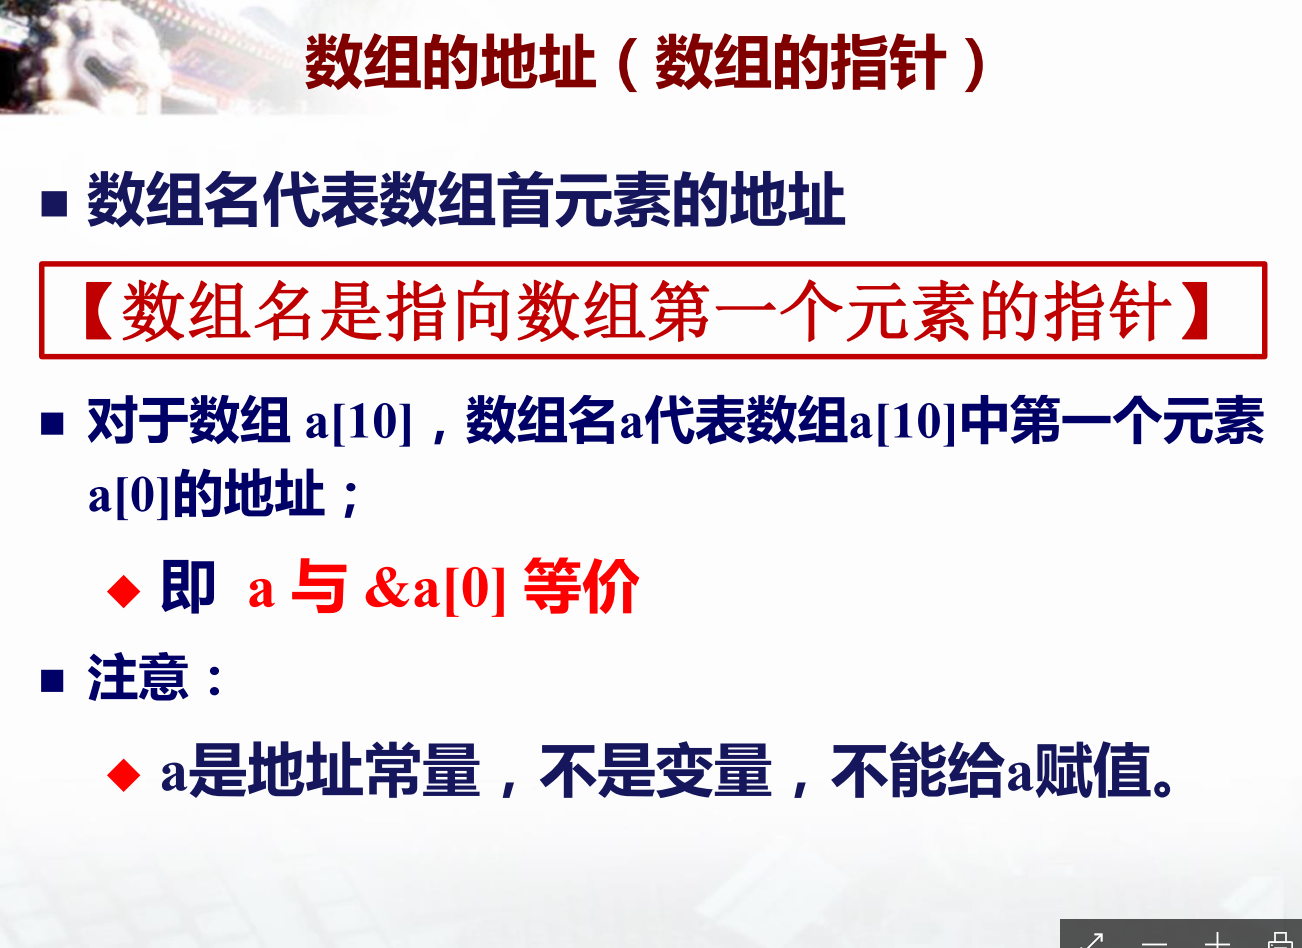 数组的地址（数组的指针）
数组名代表数组首元素的地址
【数组名是指向数组第一个元素的指针】
对于数组 a[10]，数组名a代表数组a[10]中第一个元素
a[0]的地址；
即 a 与 &a[0] 等价
注意：
a是地址常量，不是变量，不能给a赋值。